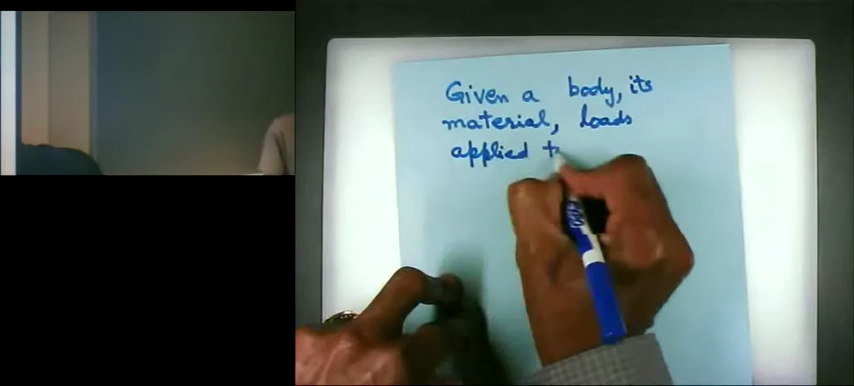 Given a body, its
material, loads
applied t